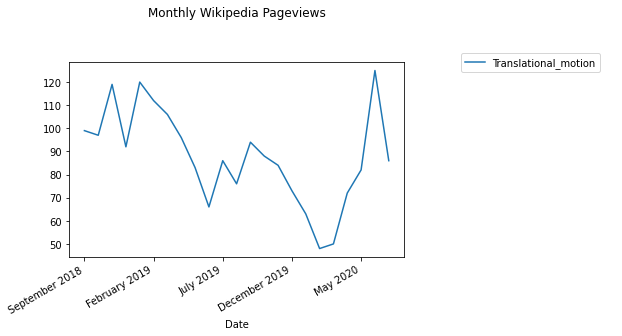 Monthly Wikipedia Pageviews
Translational_motion
120
110
100
90
80
70
60
50
September 2018
February 2019
July 2019
December 2019
May 2020
Date